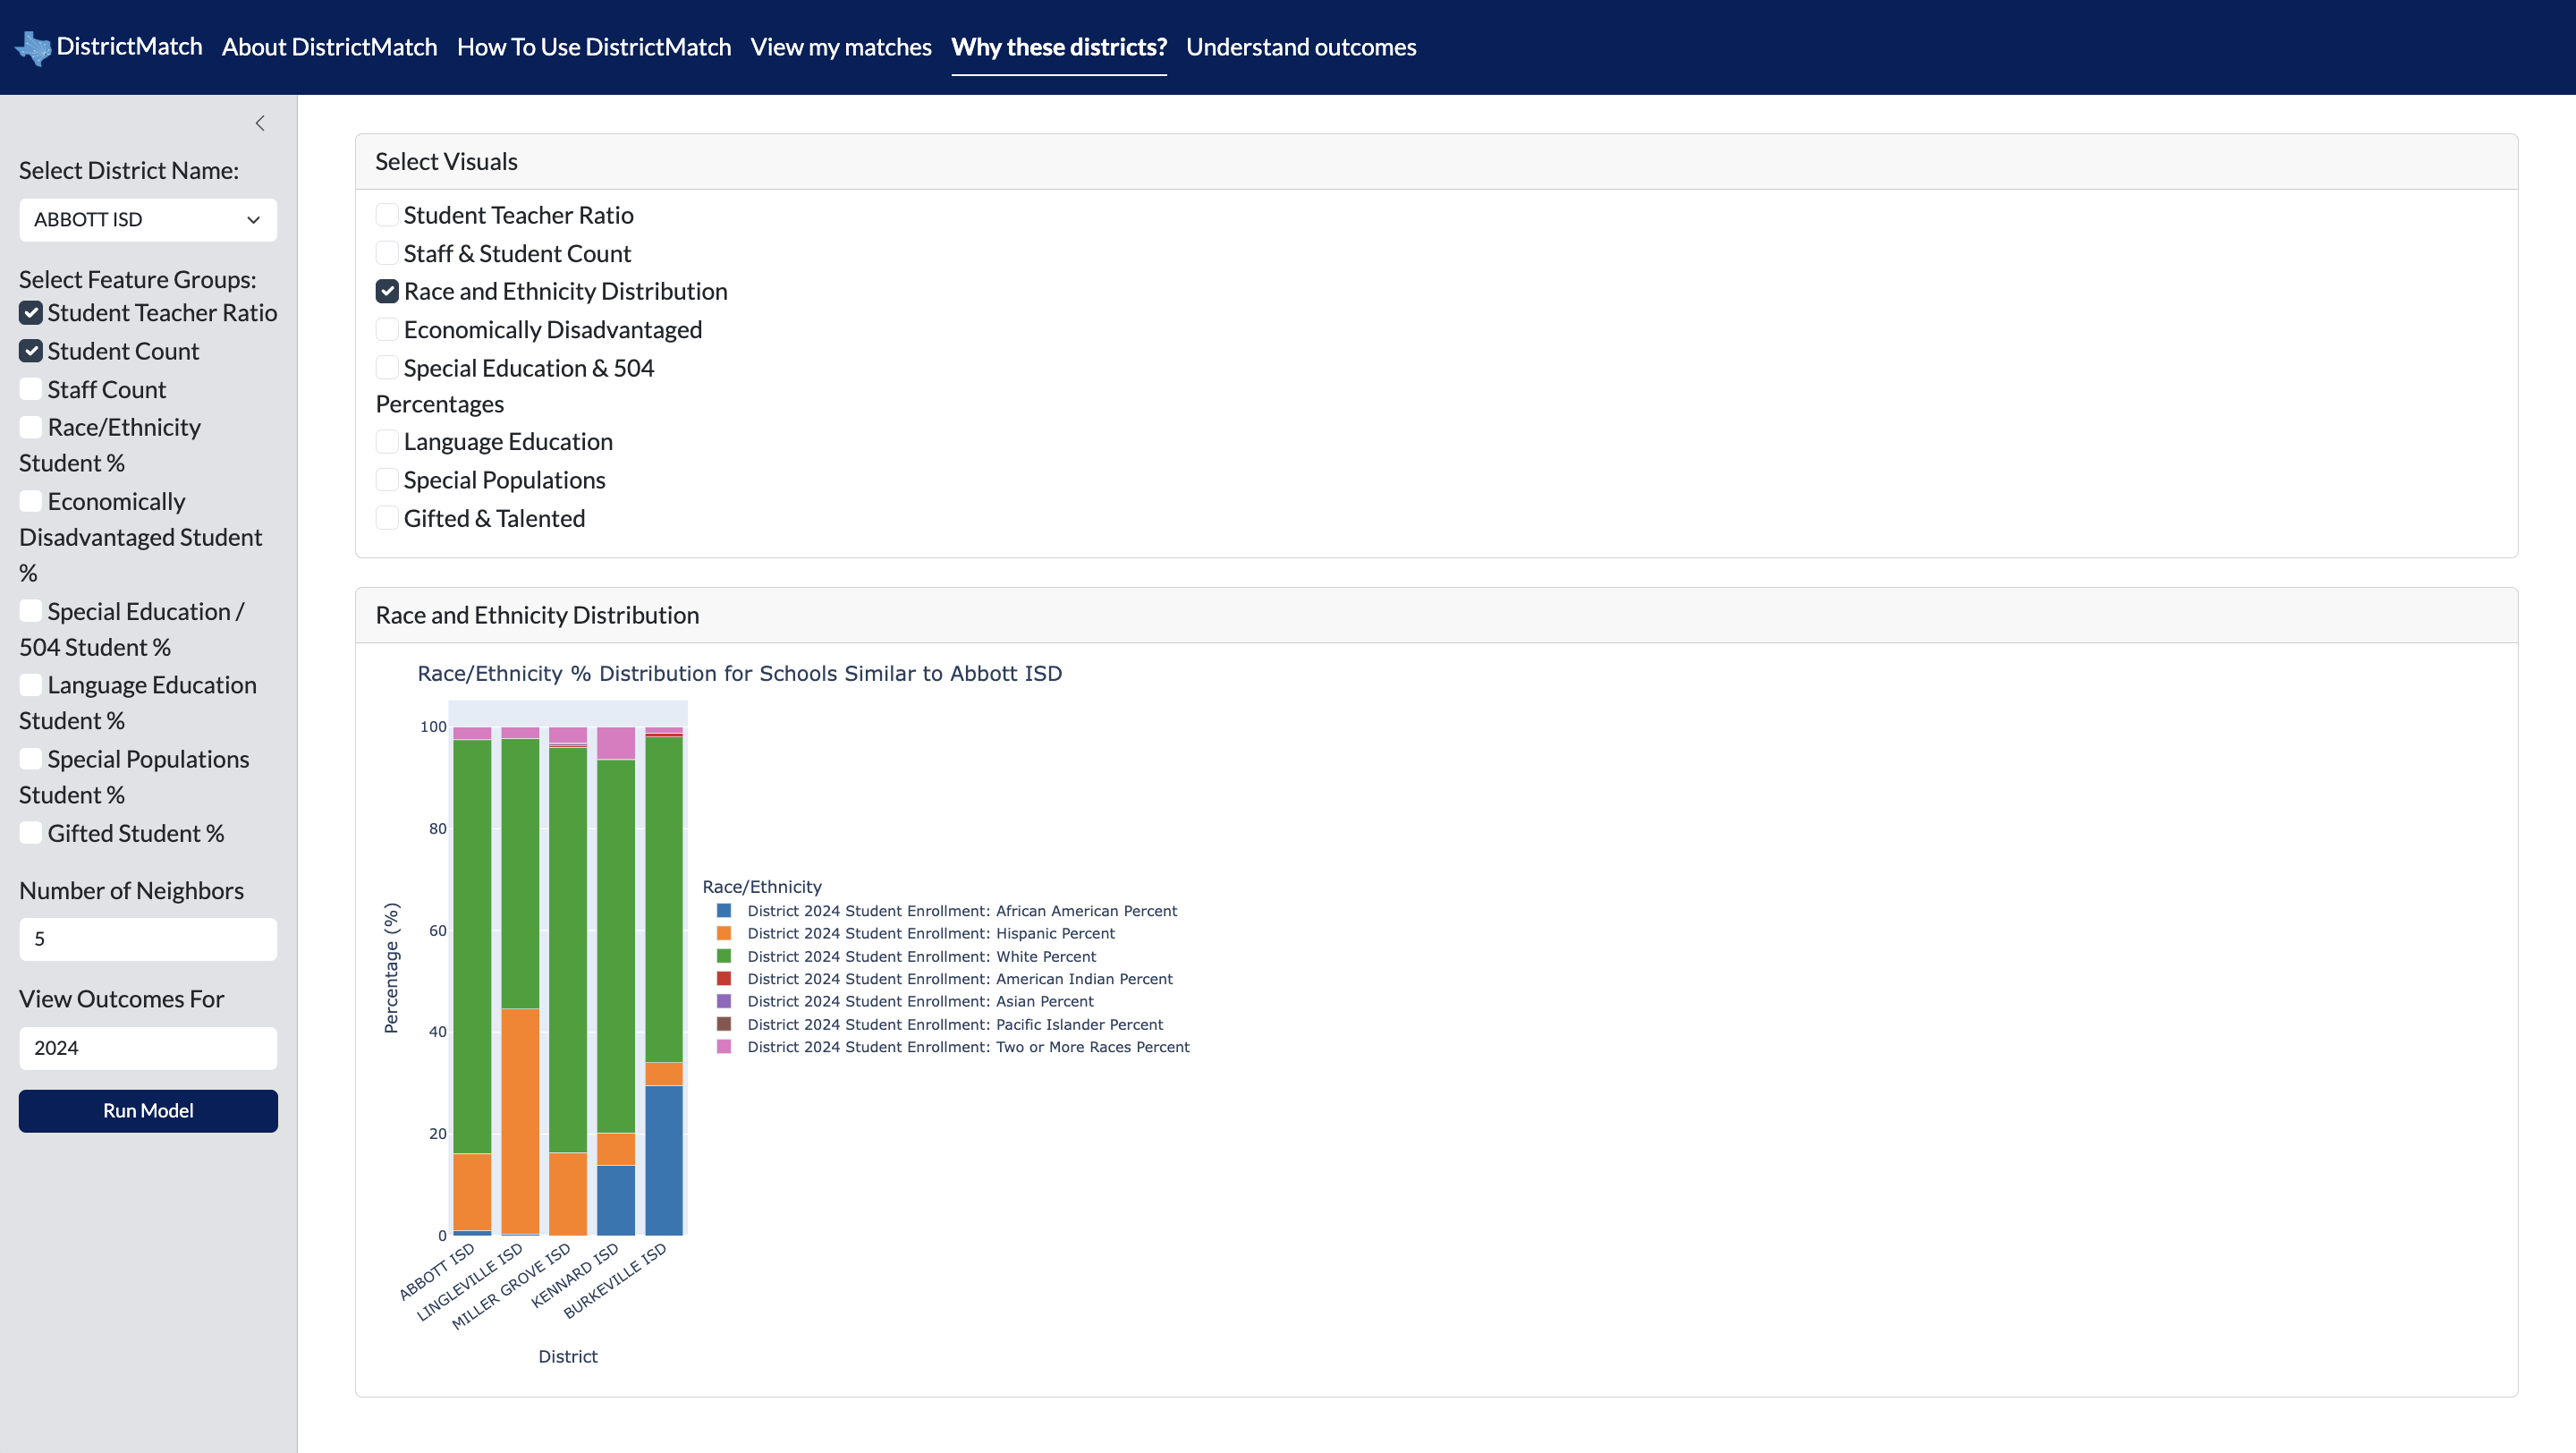 DistrictMatch About DistrictMatch How To Use DistrictMatch View my matches Why these districts? Understand outcomes
Select District Name:
ABBOTT ISD
Select Feature Groups:
Student Teacher Ratio
Student Count
Staff Count
Race/Ethnicity
Student %
Economically
Disadvantaged Student
%
Special Education /
504 Student %
Language Education
Student %
Special Populations
Student %
Gifted Student %
Number of Neighbors
5
View Outcomes For
2024
Run Model
Select Visuals
Student Teacher Ratio
Staff & Student Count
Race and Ethnicity Distribution
Economically Disadvantaged
Special Education & 504
Percentages
Language Education
Special Populations
Gifted & Talented
Race and Ethnicity Distribution
Race/Ethnicity % Distribution for Schools Similar to Abbott ISD
Percentage (%)
100
80
60
40
20
0
ABBOTT ISD
LINGLEVILLE ISD
MILLER GROVE ISD
KENNARD ISD
BURKEVILLE ISD
District
Race/Ethnicity
District 2024 Student Enrollment: African American Percent
District 2024 Student Enrollment: Hispanic Percent
District 2024 Student Enrollment: White Percent
District 2024 Student Enrollment: American Indian Percent
District 2024 Student Enrollment: Asian Percent
District 2024 Student Enrollment: Pacific Islander Percent
District 2024 Student Enrollment: Two or More Races Percent